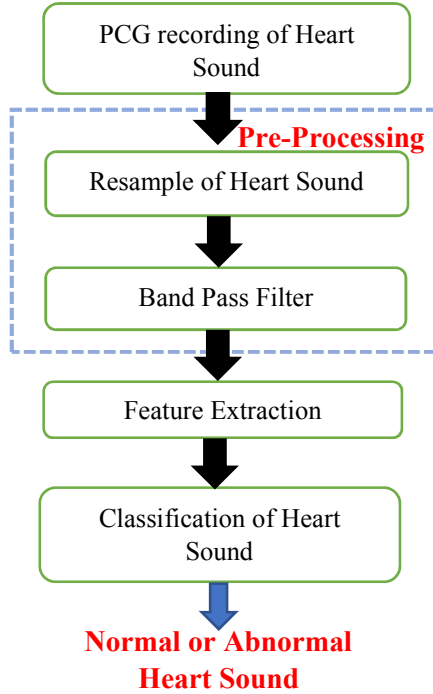 PCG recording of Heart
Sound
Pre-Processing
Resample of Heart Sound
Band Pass Filter
Feature Extraction
Classification of Heart
Sound
Normal or Abnormal
Heart Sound